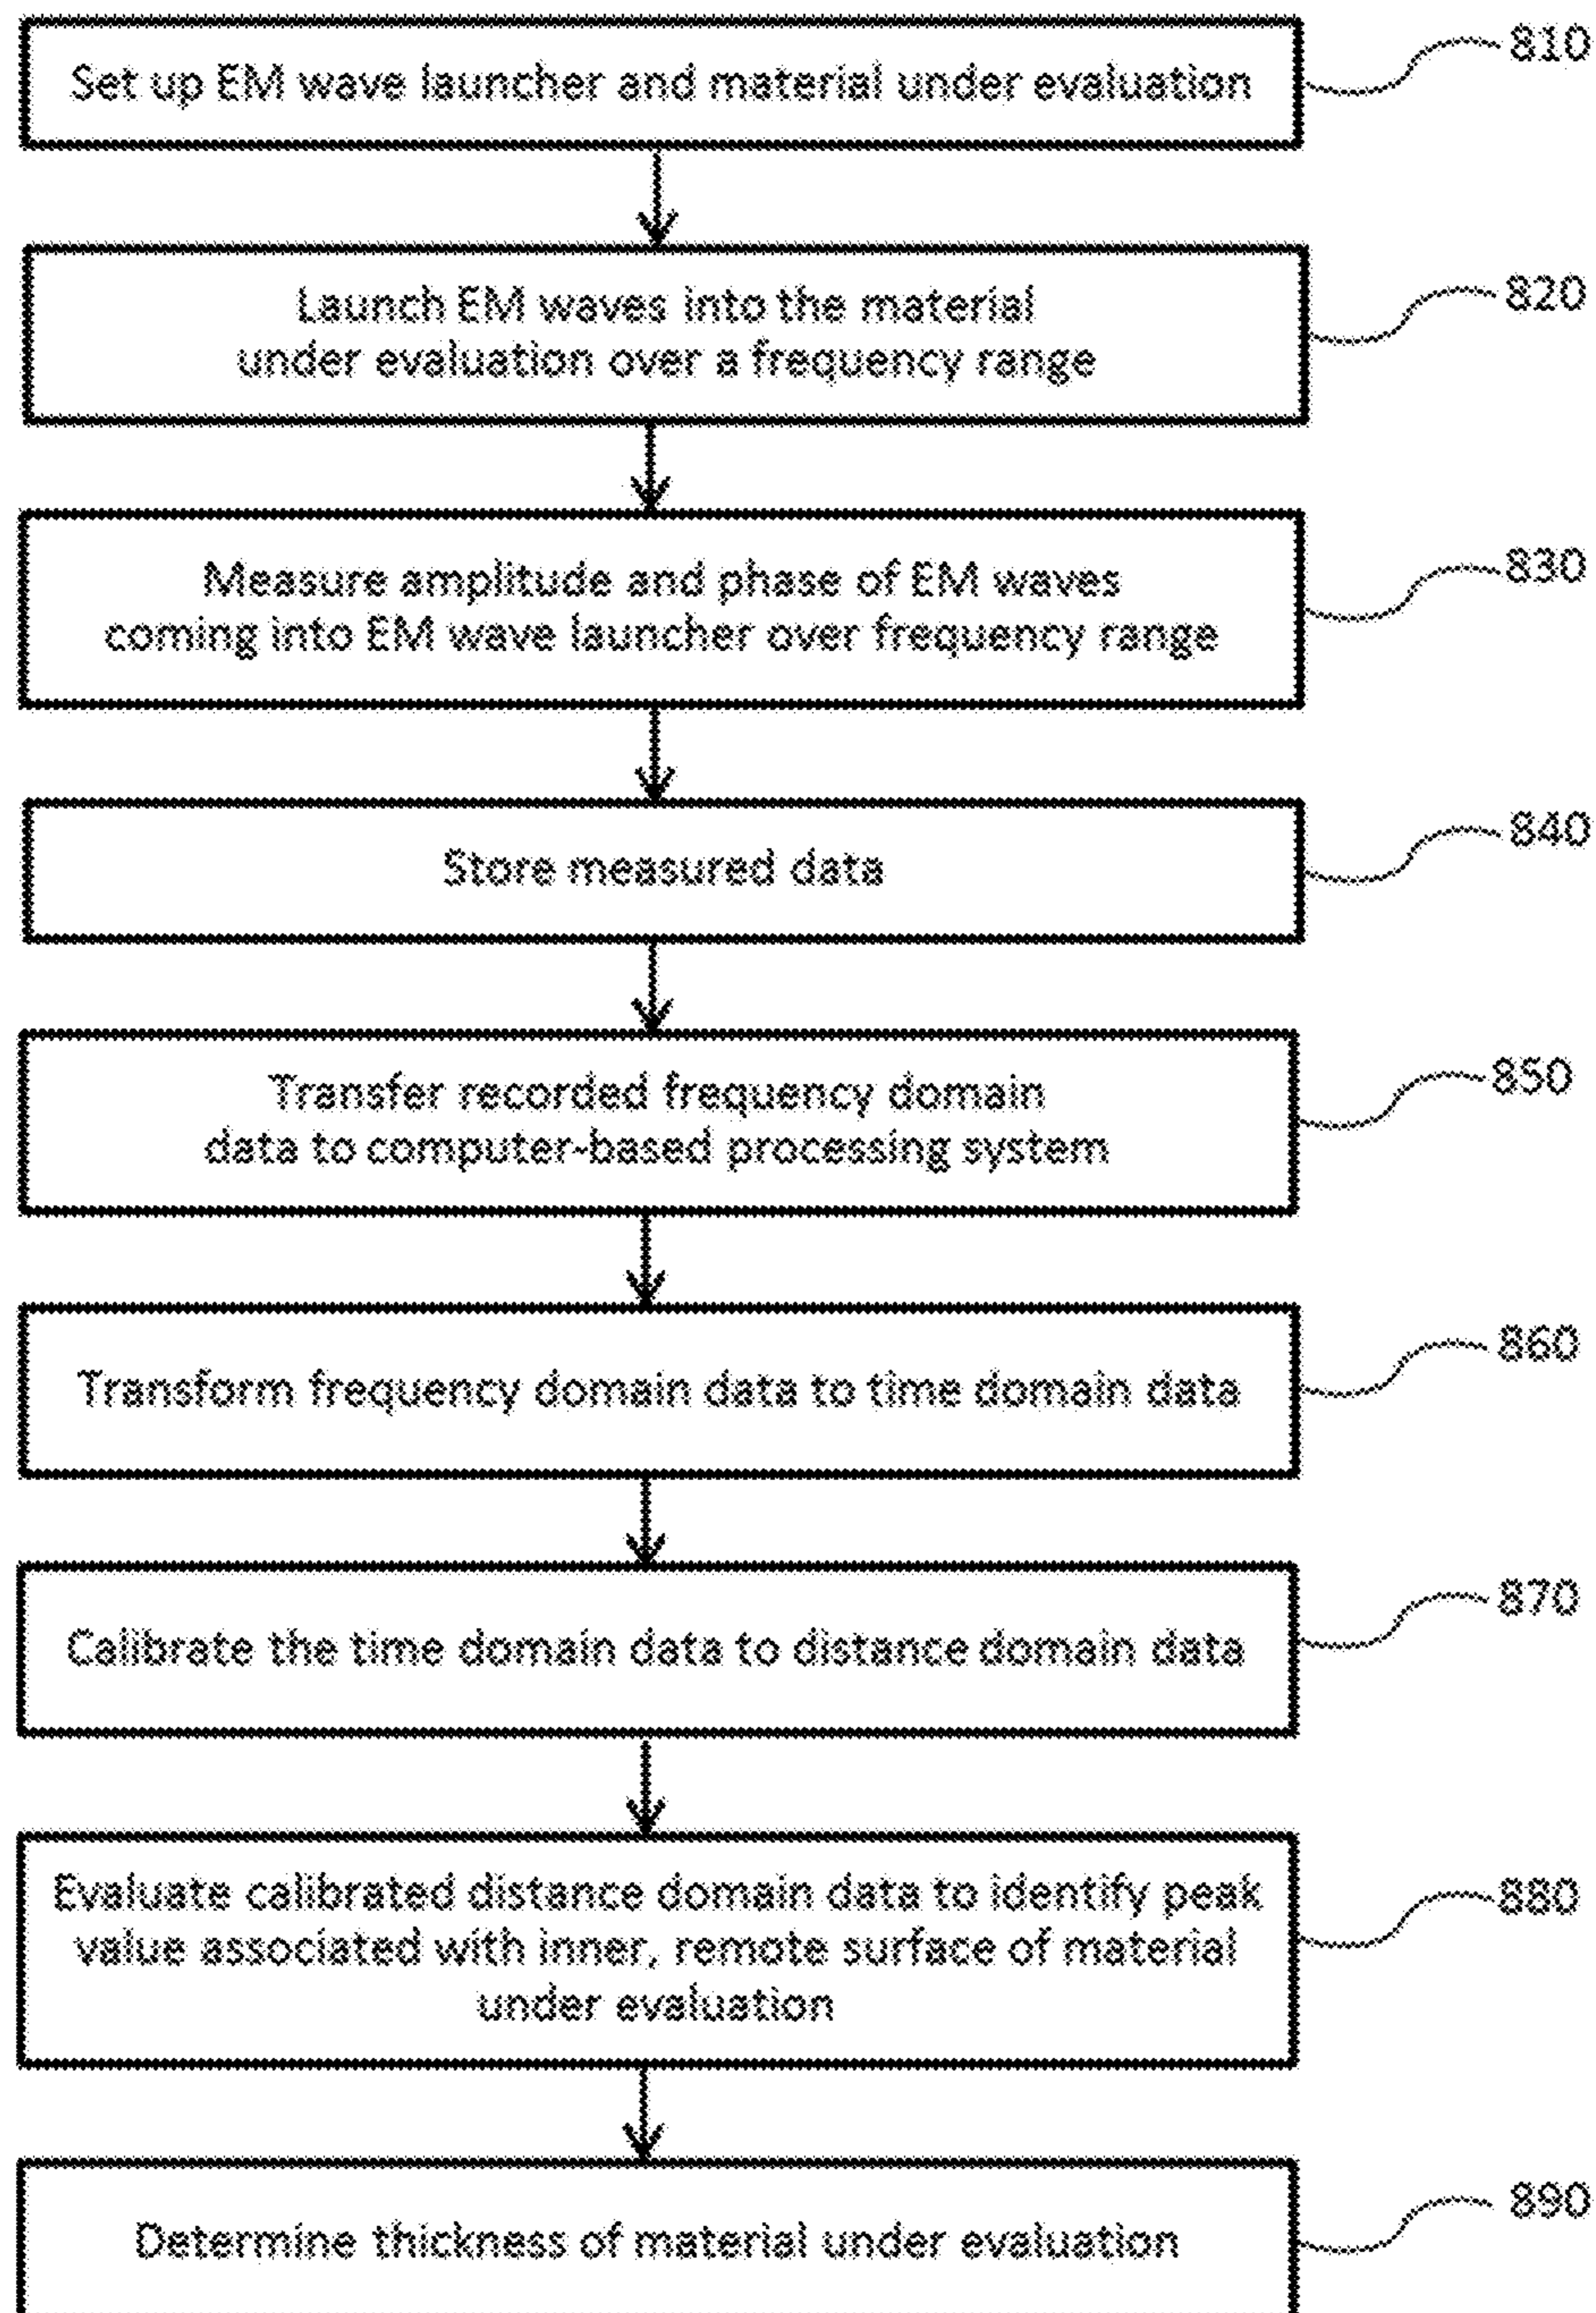 Set up EM wave launcher and material under evaluation
810
Launch EM waves into the material
under evaluation over a frequency range
820
Measure amplitude and phase of EM waves
coming into EM wave launcher over frequency range
830
Store measured data
840
Transfer recorded frequency domain
data to computer-based processing system
850
Transform frequency domain data to time domain data
860
Calibrate the time domain data to distance domain data
870
Evaluate calibrated distance domain data to identify peak
value associated with inner, remote surface of material
under evaluation
880
Determine thickness of material under evaluation
890